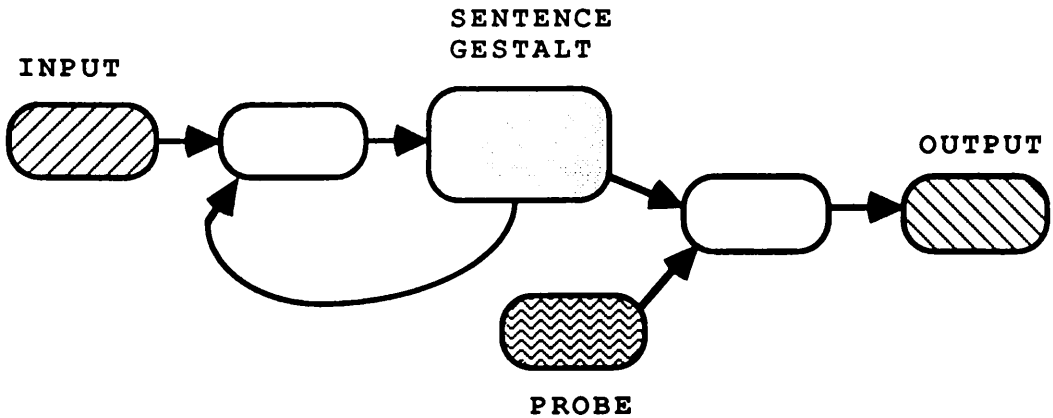 SENTENCE
GESTALT
INPUT
OUTPUT
PROBE